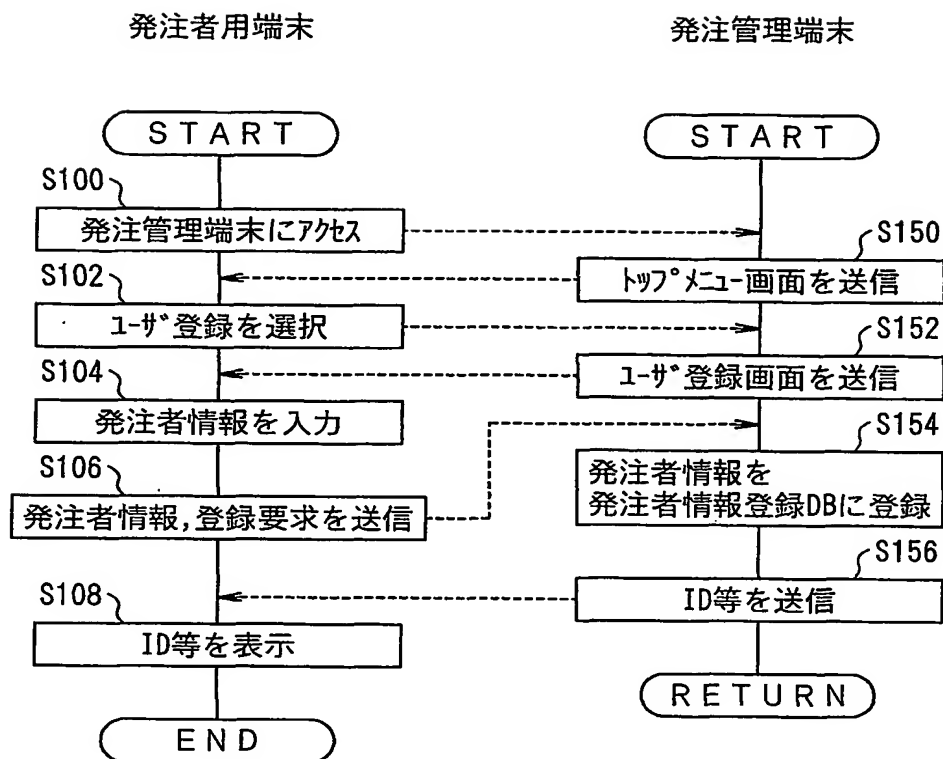 発注者用端末
発注管理端末
START
START
S100
発注管理端末にアクセス
S150
トップメニュー画面を送信
S102
ユーザ登録を選択
S152
ユーザ登録画面を送信
S104
発注者情報を入力
S154
発注者情報を
発注者情報登録DBに登録
S106
発注者情報,登録要求を送信
S156
ID等を送信
S108
ID等を表示
RETURN
END